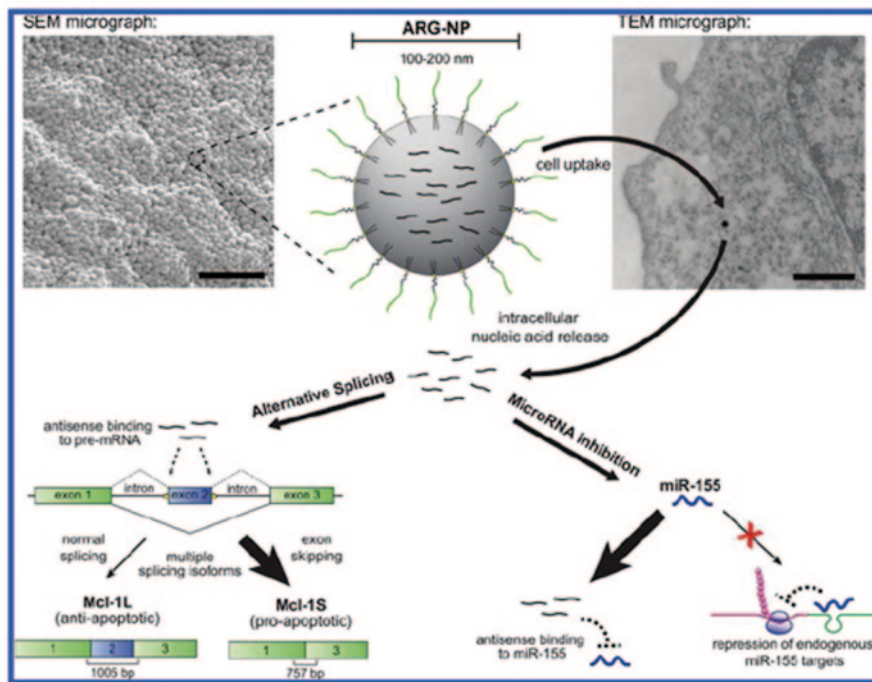 SEM micrograph:
ARG-NP
100-200 nm
TEM micrograph:
cell uptake
intracellular
nucleic acid release
Alternative Splicing
MicroRNA inhibition
antisense binding
to pre-mRNA
exon 1
intron
exon 2
intron
exon 3
normal
splicing
multiple
splicing isoforms
exon
skipping
Mcl-1L
(anti-apoptotic)
Mcl-1S
(pro-apoptotic)
1
2
3
1005 bp
1
3
757 bp
miR-155
antisense binding
to miR-155
repression of endogenous
miR-155 targets